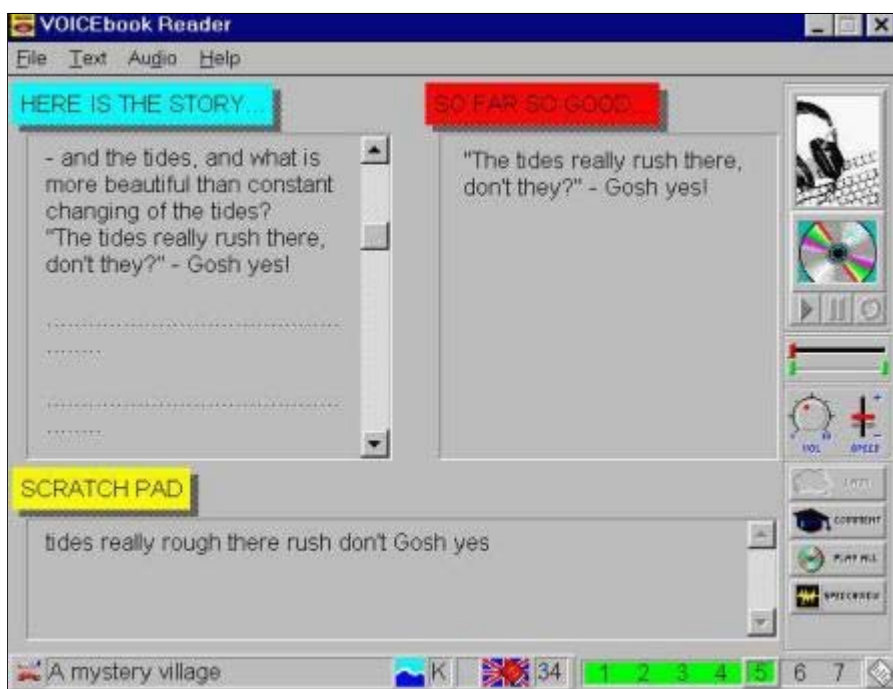 VOICEbook Reader
File Text Audio Help
HERE IS THE STORY...
- and the tides, and what is
more beautiful than constant
changing of the tides?
"The tides really rush there,
don't they?" - Gosh yes!
..........................................
........
..........................................
........
SO FAR SO GOOD...
"The tides really rush there,
don't they?" - Gosh yes!
VOL SPEED
COMMENT
PLAY ALL
SCRATCH PAD
tides really rough there rush don't Gosh yes
A mystery village K 34 1 2 3 4 5 6 7